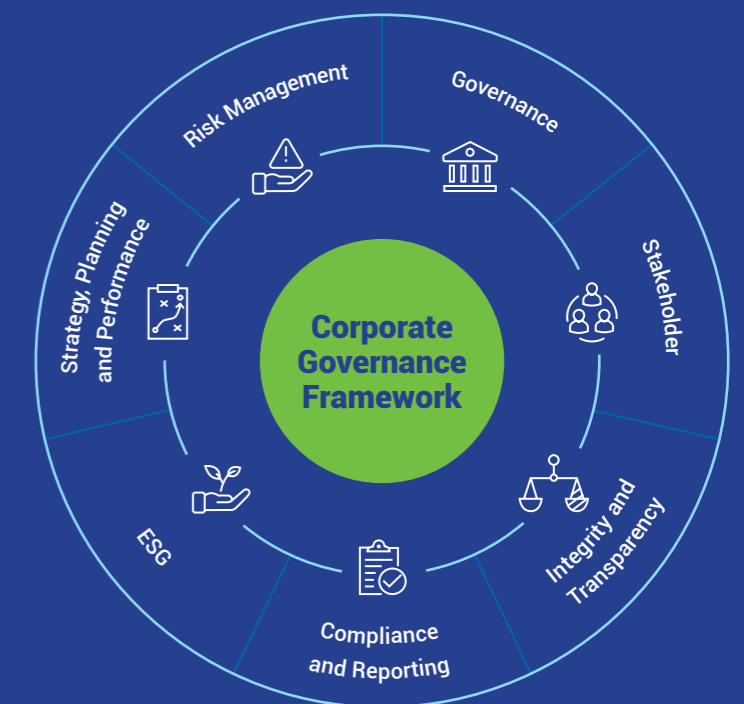 Corporate
Governance
Framework
Governance
Stakeholder
Integrity and
Transparency
Compliance
and Reporting
ESG
Strategy, Planning
and Performance
Risk Management